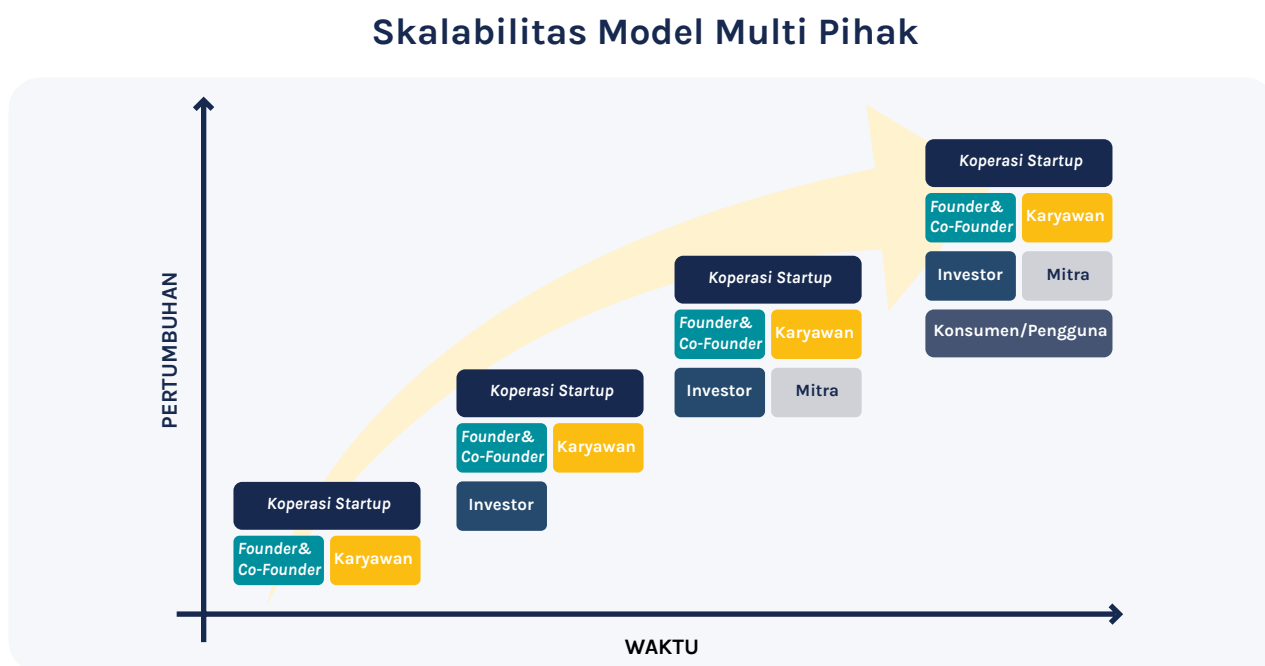 Skalabilitas Model Multi Pihak
PERTUMBUHAN
Koperasi Startup
Founder&
Co-Founder
Karyawan
Koperasi Startup
Founder&
Co-Founder
Karyawan
Investor
Koperasi Startup
Founder&
Co-Founder
Karyawan
Investor
Mitra
Koperasi Startup
Founder&
Co-Founder
Karyawan
Investor
Mitra
Konsumen/Pengguna
WAKTU